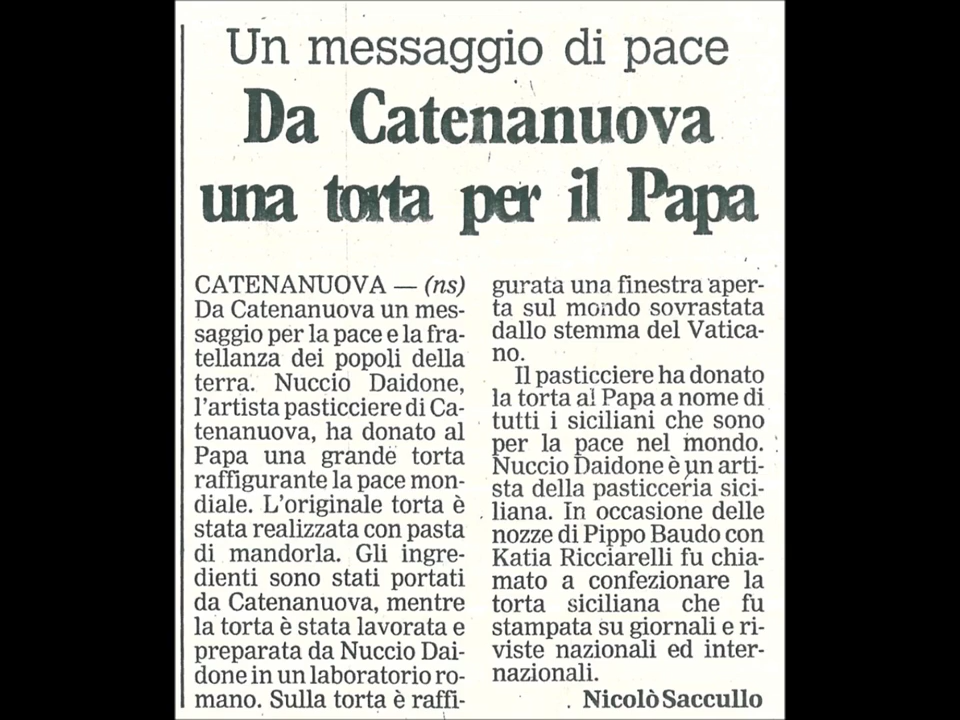 Un messaggio di pace
Da Catenanuova
una torta per il Papa
CATENANUOVA — (ns)
Da Catenanuova un mes-
saggio per la pace e la fra-
tellanza dei popoli della
terra. Nuccio Daidone,
l'artista pasticciere di Ca-
tenanuova, ha donato al
Papa una grande torta
raffigurante la pace mon-
diale. L'originale torta è
stata realizzata con pasta
di mandorla. Gli ingre-
dienti sono stati portati
da Catenanuova, mentre
la torta è stata lavorata e
preparata da Nuccio Dai-
done in un laboratorio ro-
mano. Sulla torta è raffi-
gurata una finestra aper-
ta sul mondo sovrastata
dallo stemma del Vatica-
no.
Il pasticciere ha donato
la torta al Papa a nome di
tutti i siciliani che sono
per la pace nel mondo.
Nuccio Daidone è un arti-
sta della pasticceria sici-
liana. In occasione delle
nozze di Pippo Baudo con
Katia Ricciarelli fu chia-
mato a confezionare la
torta siciliana che fu
stampata su giornali e ri-
viste nazionali ed inter-
nazionali.
Nicolò Saccullo